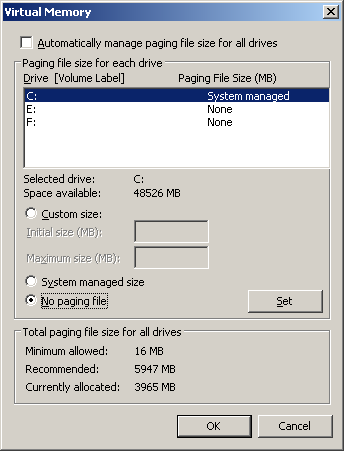 Virtual Memory
Automatically manage paging file size for all drives
Paging file size for each drive
Drive [Volume Label] Paging File Size (MB)
C: System managed
E: None
F: None
Selected drive: C:
Space available: 48526 MB
Custom size:
Initial size (MB):
Maximum size (MB):
System managed size
No paging file Set
Total paging file size for all drives
Minimum allowed: 16 MB
Recommended: 5947 MB
Currently allocated: 3965 MB
OK Cancel